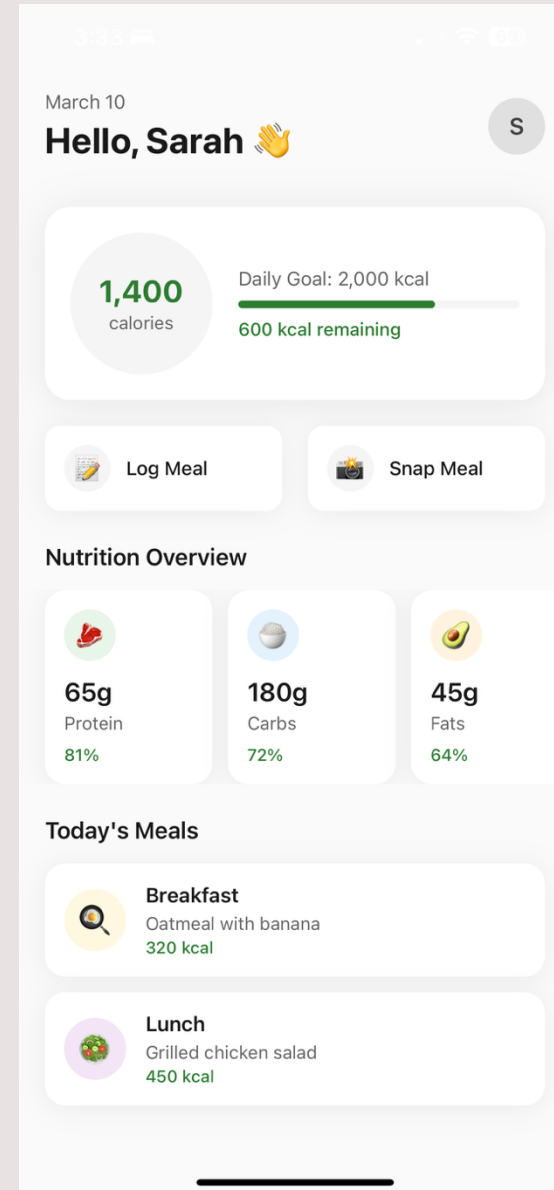 3:33
March 10
Hello, Sarah 👋
S
1,400
calories
Daily Goal: 2,000 kcal
600 kcal remaining
Log Meal
Snap Meal
Nutrition Overview
65g
Protein
81%
180g
Carbs
72%
45g
Fats
64%
Today's Meals
Breakfast
Oatmeal with banana
320 kcal
Lunch
Grilled chicken salad
450 kcal